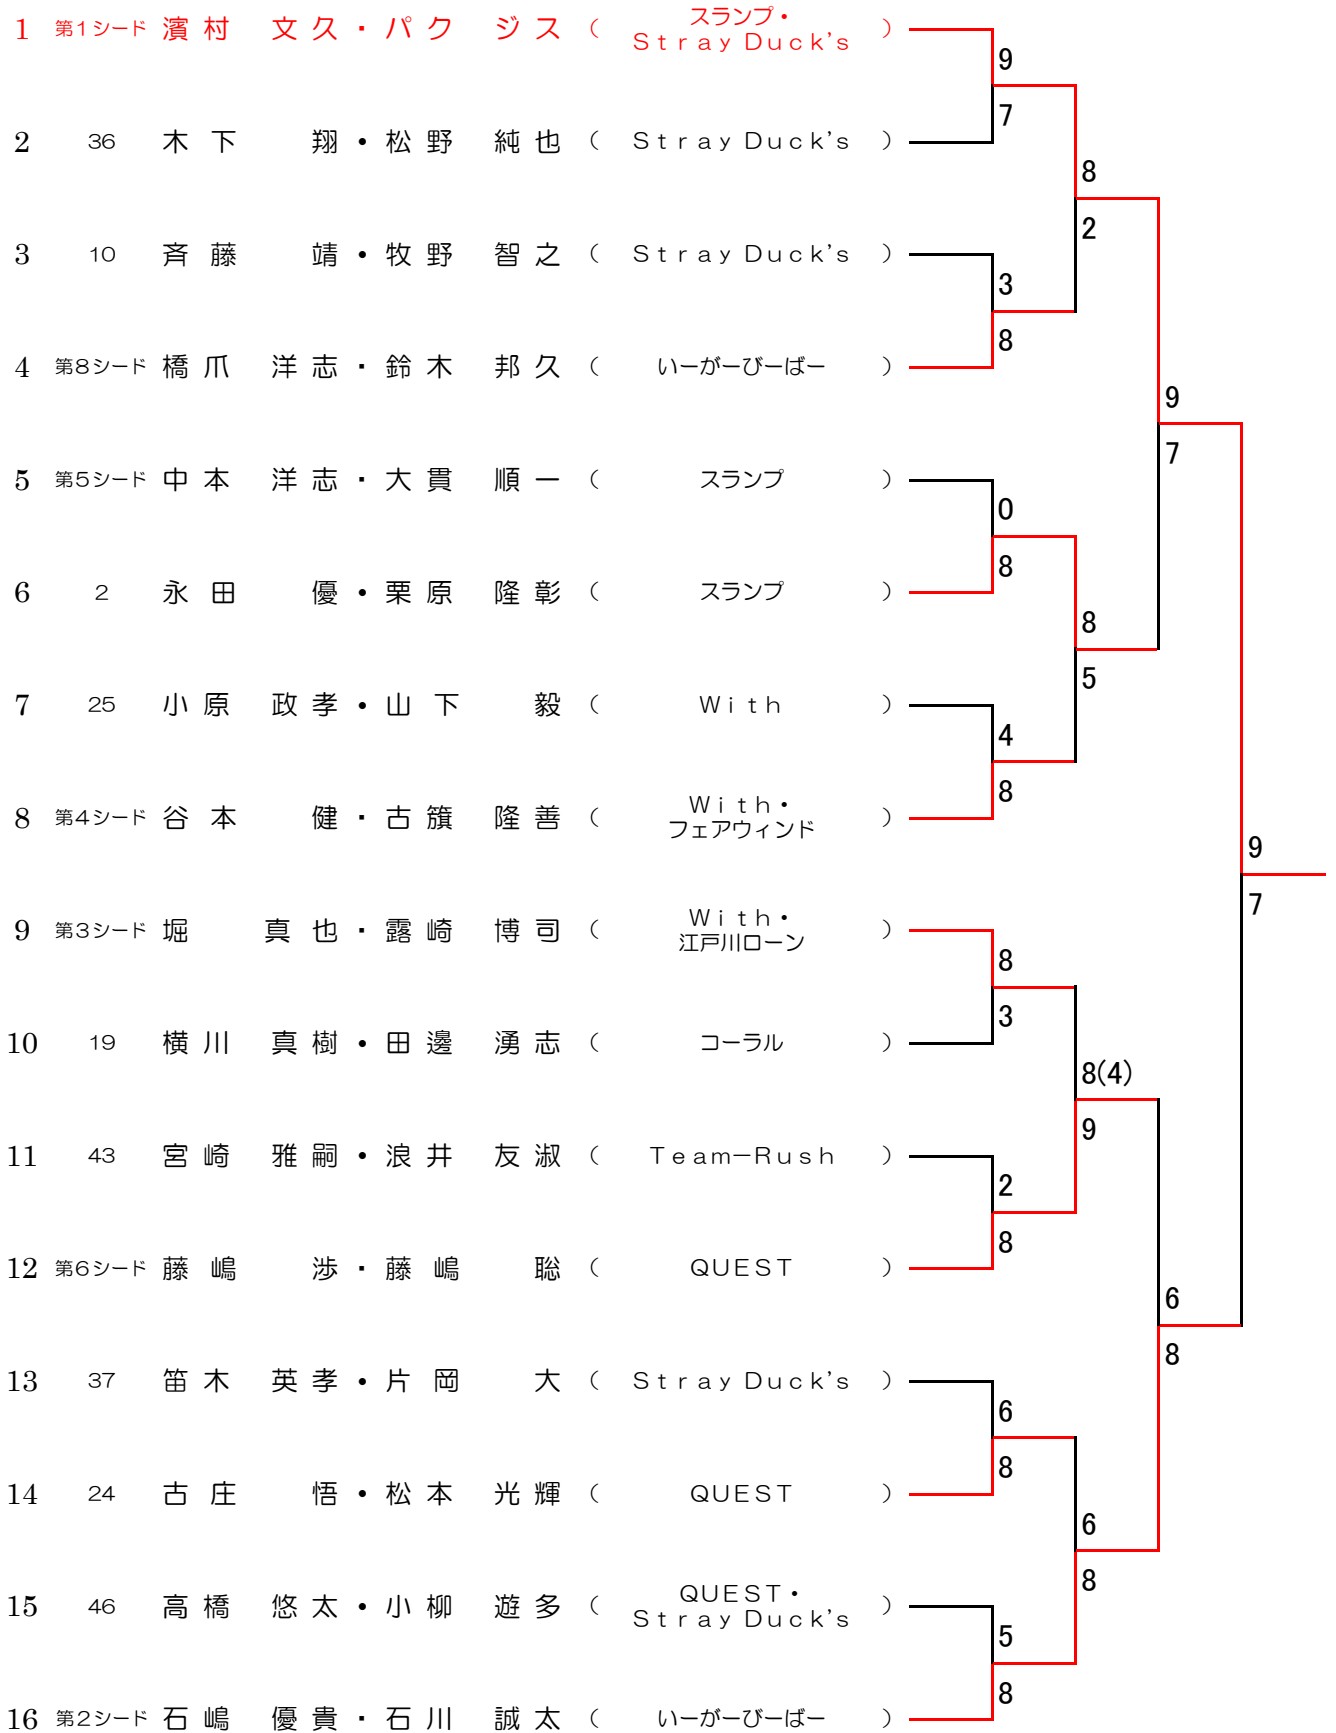 スランプ・
1 第1シード 濱村 文久・パク ジス ( Stray Duck's )
9
7
2 36 木下 翔・松野 純也 ( Stray Duck's )
8
2
3 10 斉藤 靖・牧野 智之 ( Stray Duck's )
3
8
4 第8シード 橋爪 洋志・鈴木 邦久 ( いーがーびーばー )
9
7
5 第5シード 中本 洋志・大貫 順一 ( スランプ )
0
8
6 2 永田 優・栗原 隆彰 ( スランプ )
8
5
7 25 小原 政孝・山下 毅 ( With )
4
8
With・
8 第4シード 谷本 健・古籏 隆善 ( フェアウィンド )
9
7
With・
9 第3シード 堀 真也・露崎 博司 ( 江戸川ローン )
8
3
10 19 横川 真樹・田邊 湧志 ( コーラル )
8(4)
9
11 43 宮崎 雅嗣・浪井 友淑 ( Team-Rush )
2
8
12 第6シード 藤嶋 渉・藤嶋 聡 ( QUEST )
6
8
13 37 笛木 英孝・片岡 大 ( Stray Duck's )
6
8
14 24 古庄 悟・松本 光輝 ( QUEST )
6
8
QUEST・
15 46 高橋 悠太・小柳 遊多 ( Stray Duck's )
5
8
16 第2シード 石嶋 優貴・石川 誠太 ( いーがーびーばー )